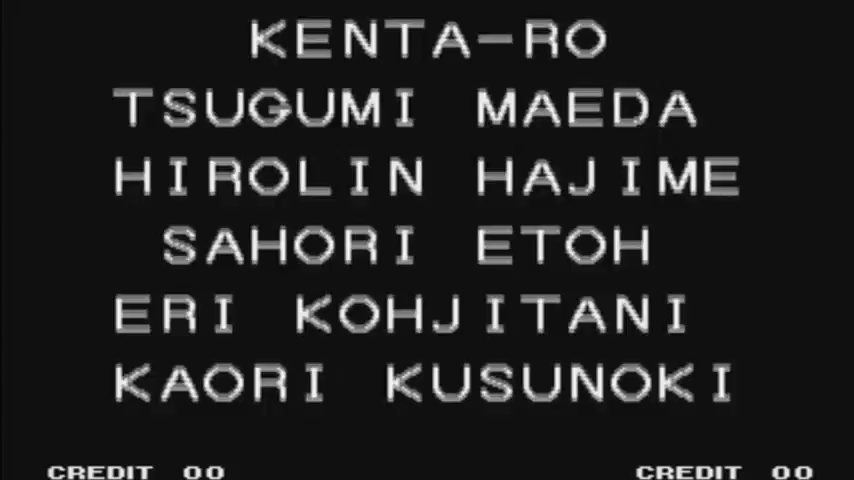 KENTA-RO
TSUGUMI MAEDA
HIROLIN HAJIME
SAHORI ETOH
ERI KOHJITANI
KAORI KUSUNOKI
CREDIT 00 CREDIT 00